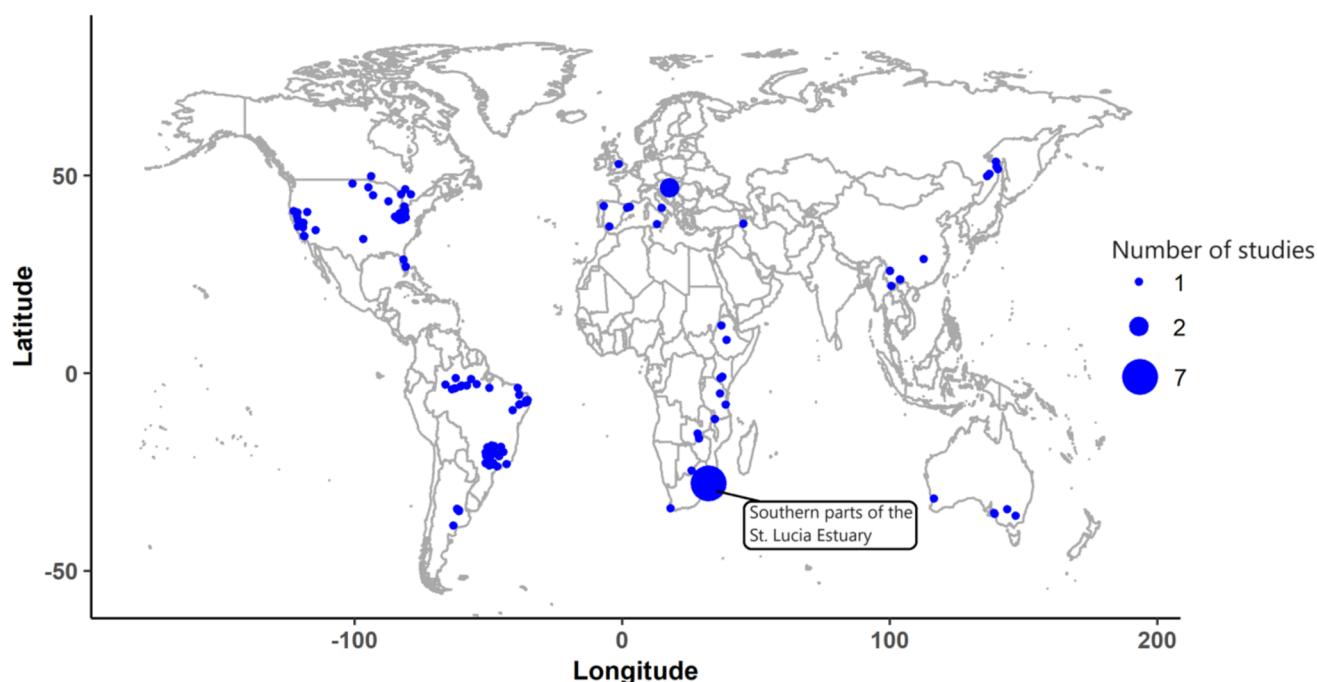 Latitude
50
0
-50
-100
0
100
200
Longitude
Number of studies
1
2
7
Southern parts of the
St. Lucia Estuary